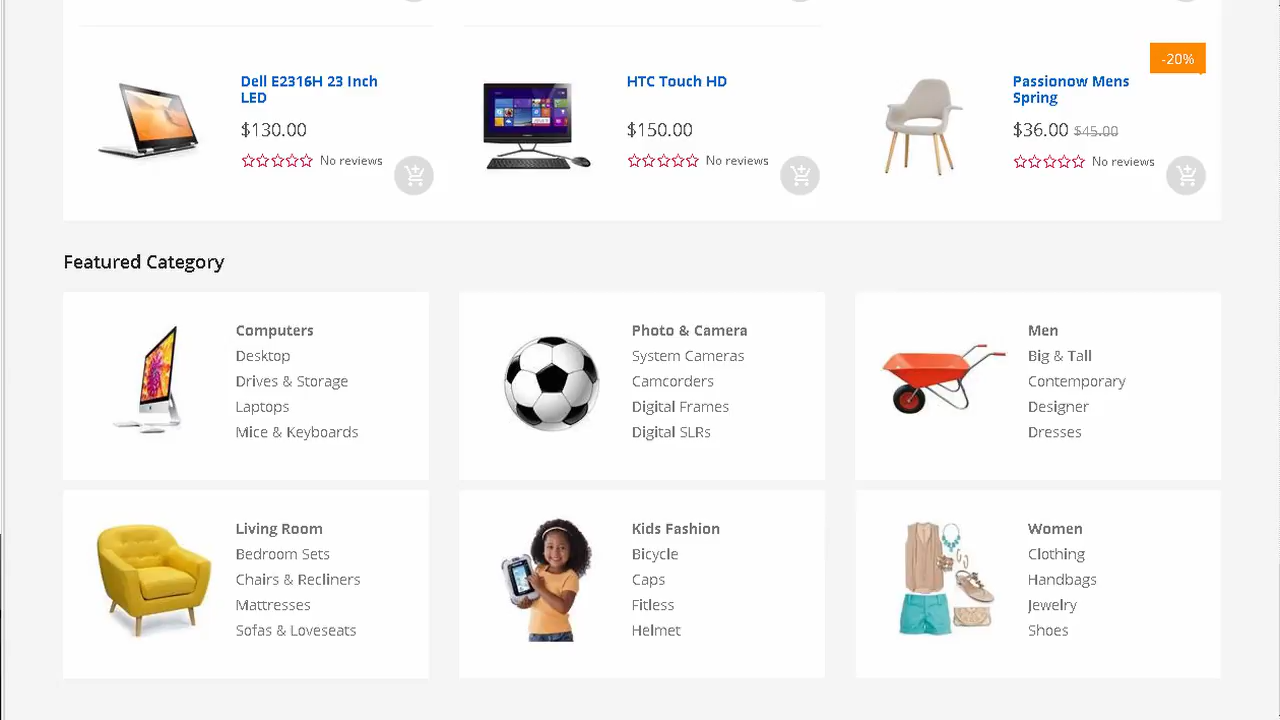 -20%
Dell E2316H 23 Inch
LED
$130.00
No reviews
HTC Touch HD
$150.00
No reviews
Passionow Mens
Spring
$36.00 $45.00
No reviews
Featured Category
Computers
Desktop
Drives & Storage
Laptops
Mice & Keyboards
Photo & Camera
System Cameras
Camcorders
Digital Frames
Digital SLRs
Men
Big & Tall
Contemporary
Designer
Dresses
Living Room
Bedroom Sets
Chairs & Recliners
Mattresses
Sofas & Loveseats
Kids Fashion
Bicycle
Caps
Fitless
Helmet
Women
Clothing
Handbags
Jewelry
Shoes